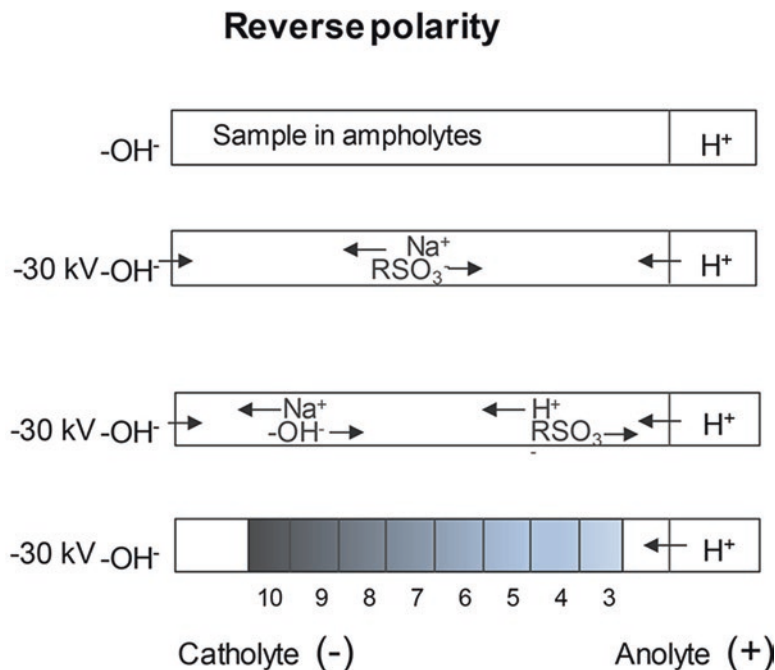 Reverse polarity
-OH⁻ Sample in ampholytes H⁺
-30 kV -OH⁻ Na⁺ H⁺
RSO₃⁻
-30 kV -OH⁻ Na⁺ H⁺ H⁺
-OH⁻ RSO₃
-
-30 kV -OH⁻ H⁺
10 9 8 7 6 5 4 3
Catholyte (-) Anolyte (+)